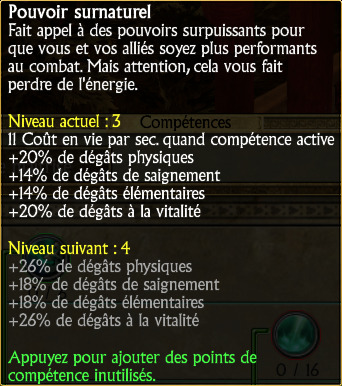 Pouvoir surnaturel
Fait appel à des pouvoirs surpuissants pour
que vous et vos alliés soyez plus performants
au combat. Mais attention, cela vous fait
perdre de l'énergie.
Niveau actuel : 3
Compétences
11 Coût en vie par sec. quand compétence active
+20% de dégâts physiques
+14% de dégâts de saignement
+14% de dégâts élémentaires
+20% de dégâts à la vitalité
Niveau suivant : 4
+26% de dégâts physiques
+18% de dégâts de saignement
+18% de dégâts élémentaires
+26% de dégâts à la vitalité
Appuyez pour ajouter des points de
compétence inutilisés.
0 / 16